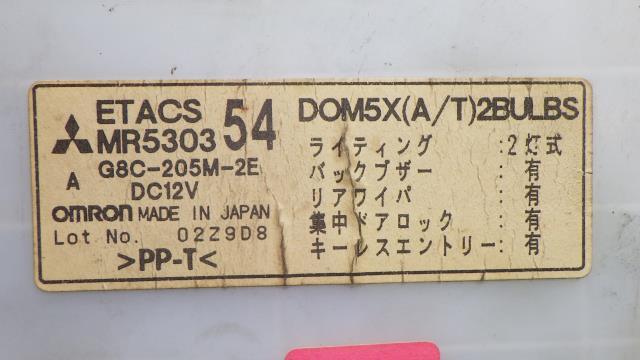 ETACS 54 DOM5X(A/T)2BULBS
MR5303
A G8C-205M-2E
DC12V
omron MADE IN JAPAN
Lot No. 02Z9D8
>PP-T<
ライティング :2灯式
バックブザー :有
リアワイパ :有
集中ドアロック :有
キーレスエントリー:有